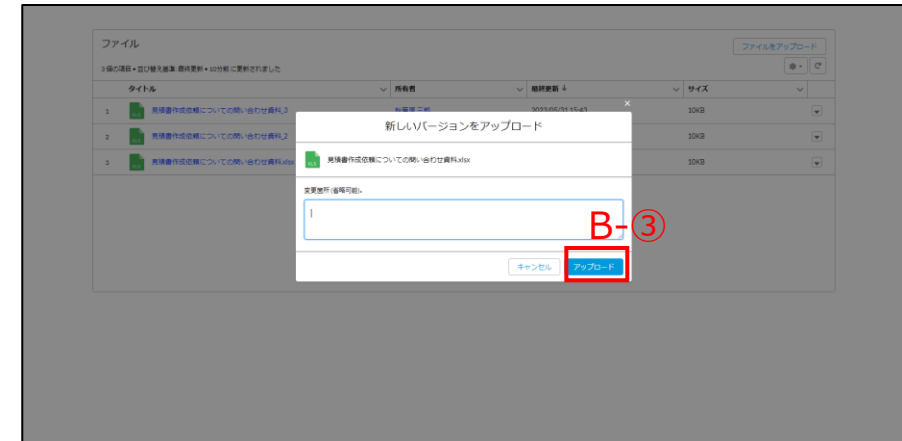 ファイル
ファイルをアップロード
3 個の項目・並び替え基準: 最終更新・10分前 に更新されました
タイトル 所有者 最終更新 ↓ サイズ
1 見積書作成依頼についての問い合わせ資料_3 2023/05/31 15:43 10KB
2 見積書作成依頼についての問い合わせ資料_2 10KB
3 見積書作成依頼についての問い合わせ資料.xlsx 10KB
新しいバージョンをアップロード
見積書作成依頼についての問い合わせ資料.xlsx
変更箇所 (省略可能)。
B-③
キャンセル アップロード